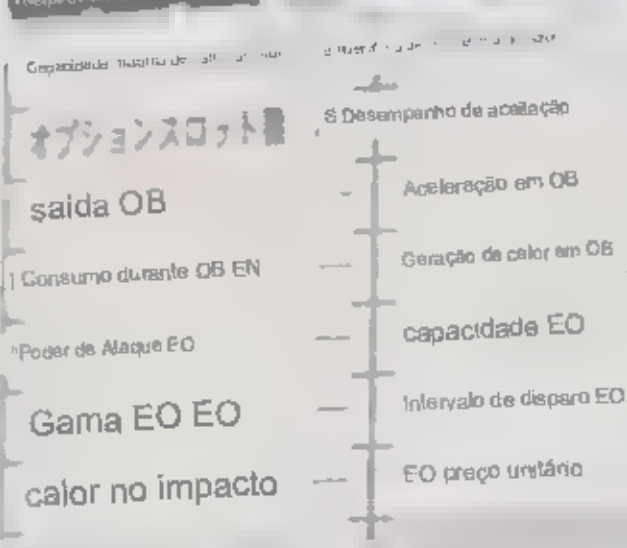 Capacidade
オプションスロット
saida OB
Consumo durante OB EN
Poder de Ataque EO
Gama EO EO
calor no impacto
Desempenho de aceitação
Aceleração em OB
Geração de calor em OB
capacidade EO
Intervalo de disparo EO
EO preço unitário